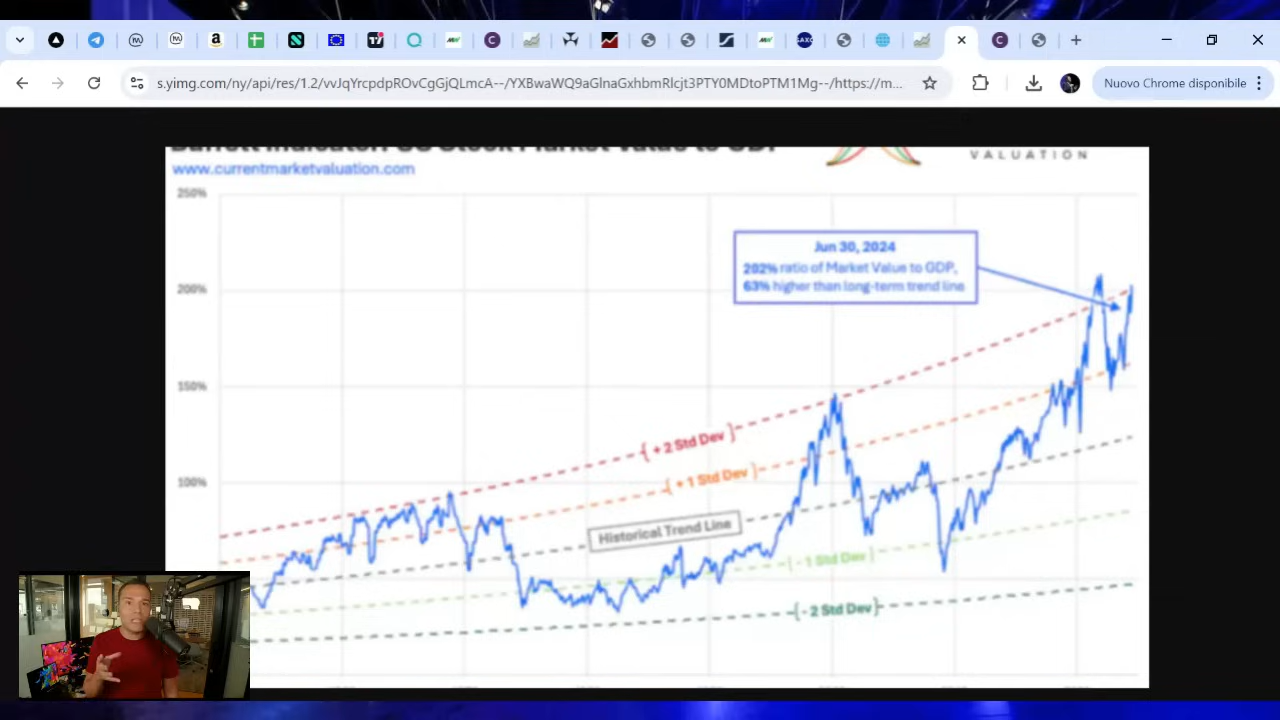 s.yimg.com/ny/api/res/1.2/vvJqYrcpdpROvCgGjQLmcA--/YXBwaWQ9aGlnaGxhbmRlcjt3PTY0MDtoPTM1Mg--/https://m...
Nuovo Chrome disponibile
VALUATION
www.currentmarketvaluation.com
250%
Jun 30, 2024
202% ratio of Market Value to GDP,
63% higher than long-term trend line
200%
150%
+ 2 Std Dev
+ 1 Std Dev
100%
Historical Trend Line
- 1 Std Dev
- 2 Std Dev